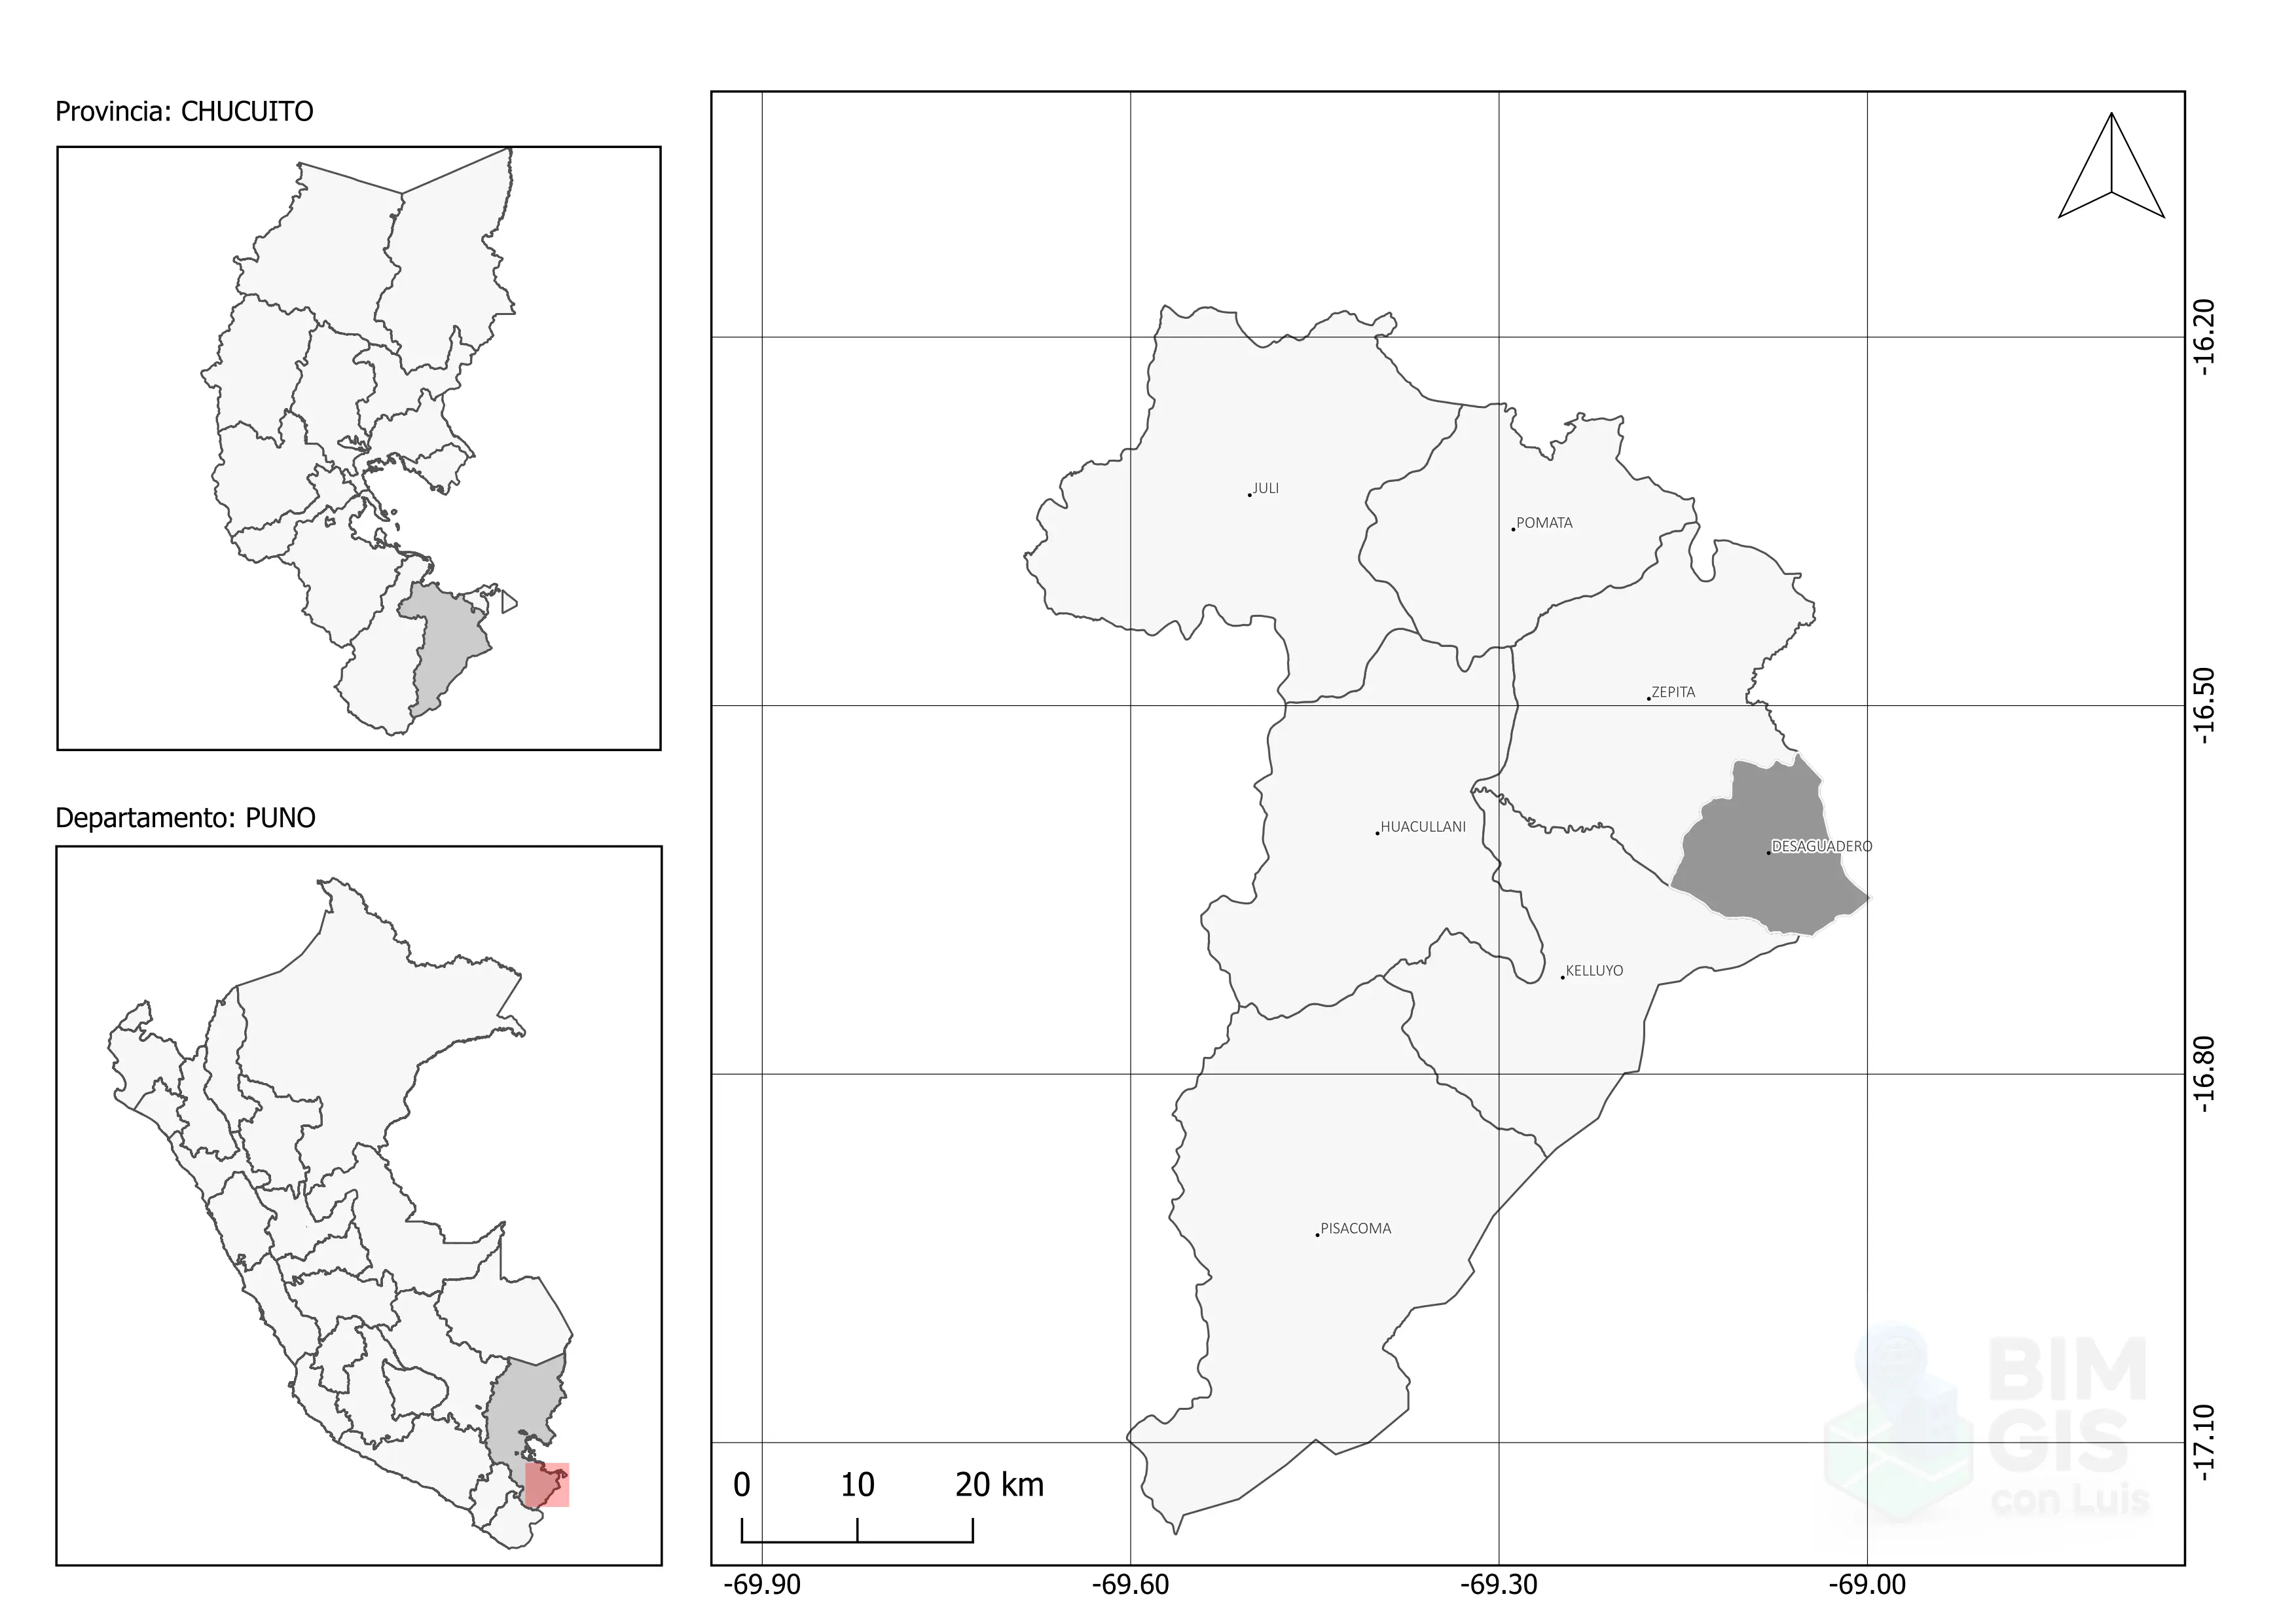 Provincia: CHUCUITO
Departamento: PUNO
JULI
POMATA
ZEPITA
HUACULLANI
DESAGUADERO
KELLUYO
PISACOMA
0 10 20 km
-69.90 -69.60 -69.30 -69.00
-16.20
-16.50
-16.80
-17.10
BIM
GIS
con Luis